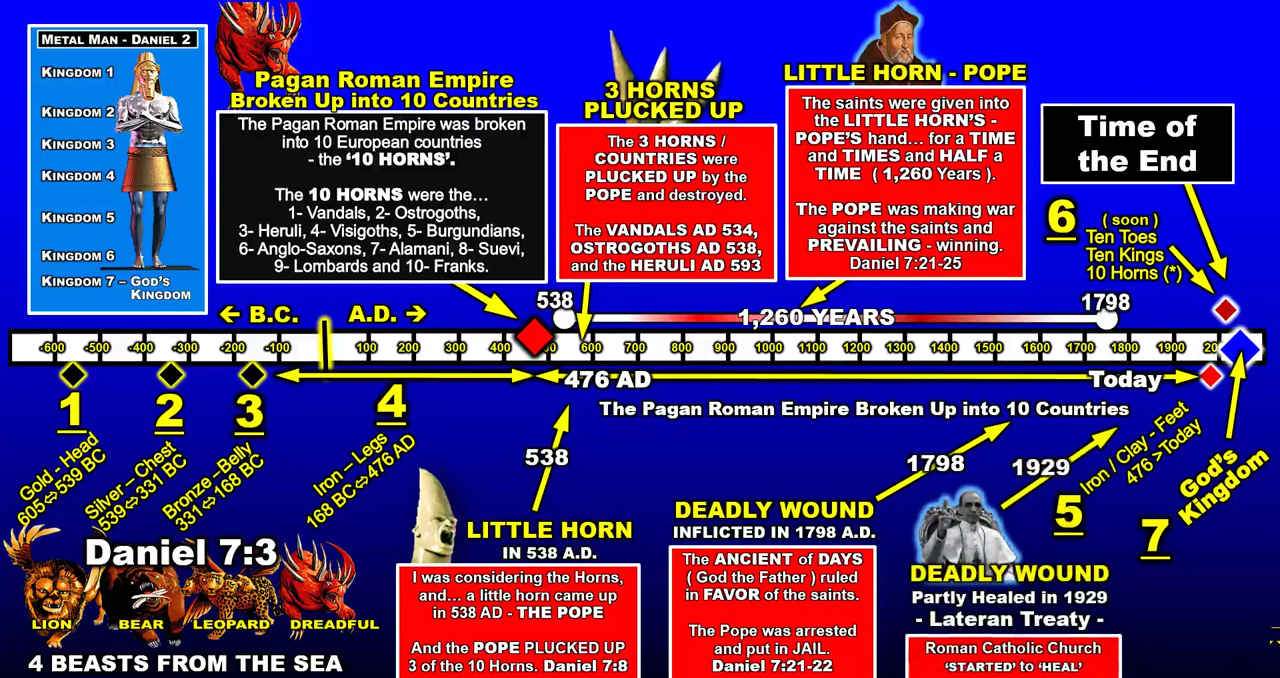 METAL MAN - DANIEL 2
KINGDOM 1
KINGDOM 2
KINGDOM 3
KINGDOM 4
KINGDOM 5
KINGDOM 6
KINGDOM 7 – GOD'S
KINGDOM
PAGAN ROMAN EMPIRE
BROKEN UP INTO 10 COUNTRIES
The Pagan Roman Empire was broken
into 10 European countries
- the '10 HORNS'.
The 10 HORNS were the...
1- Vandals, 2- Ostrogoths,
3- Heruli, 4- Visigoths, 5- Burgundians,
6- Anglo-Saxons, 7- Alamani, 8- Suevi,
9- Lombards and 10- Franks.
3 HORNS
PLUCKED UP
The 3 HORNS /
COUNTRIES were
PLUCKED UP by the
POPE and destroyed.
The VANDALS AD 534,
OSTROGOTHS AD 538,
and the HERULI AD 593
LITTLE HORN - POPE
The saints were given into
the LITTLE HORN'S -
POPE'S hand... for a TIME
and TIMES and HALF a
TIME ( 1,260 Years ).
The POPE was making war
against the saints and
PREVAILING - winning.
Daniel 7:21-25
Time of
the End
6
( soon )
Ten Toes
Ten Kings
10 Horns (*)
← B.C. A.D. →
538
1,260 YEARS
1798
-600 -500 -400 -300 -200 -100 100 200 300 400 600 700 800 900 1000 1100 1200 1300 1400 1500 1600 1700 1800 1900
476 AD
Today
The Pagan Roman Empire Broken Up into 10 Countries
1
Gold - Head
605⇔539 BC
2
Silver – Chest
539⇔331 BC
3
Bronze –Belly
331⇔168 BC
4
Iron – Legs
168 BC⇔476 AD
5
Iron / Clay - Feet
476 >Today
7
God's
Kingdom
Daniel 7:3
LION
BEAR
LEOPARD
DREADFUL
4 BEASTS FROM THE SEA
538
LITTLE HORN
IN 538 A.D.
I was considering the Horns,
and... a little horn came up
in 538 AD - THE POPE
And the POPE PLUCKED UP
3 of the 10 Horns. Daniel 7:8
1798
DEADLY WOUND
INFLICTED IN 1798 A.D.
The ANCIENT of DAYS
( God the Father ) ruled
in FAVOR of the saints.
The Pope was arrested
and put in JAIL.
Daniel 7:21-22
1929
DEADLY WOUND
Partly Healed in 1929
- Lateran Treaty -
Roman Catholic Church
'STARTED' to 'HEAL'